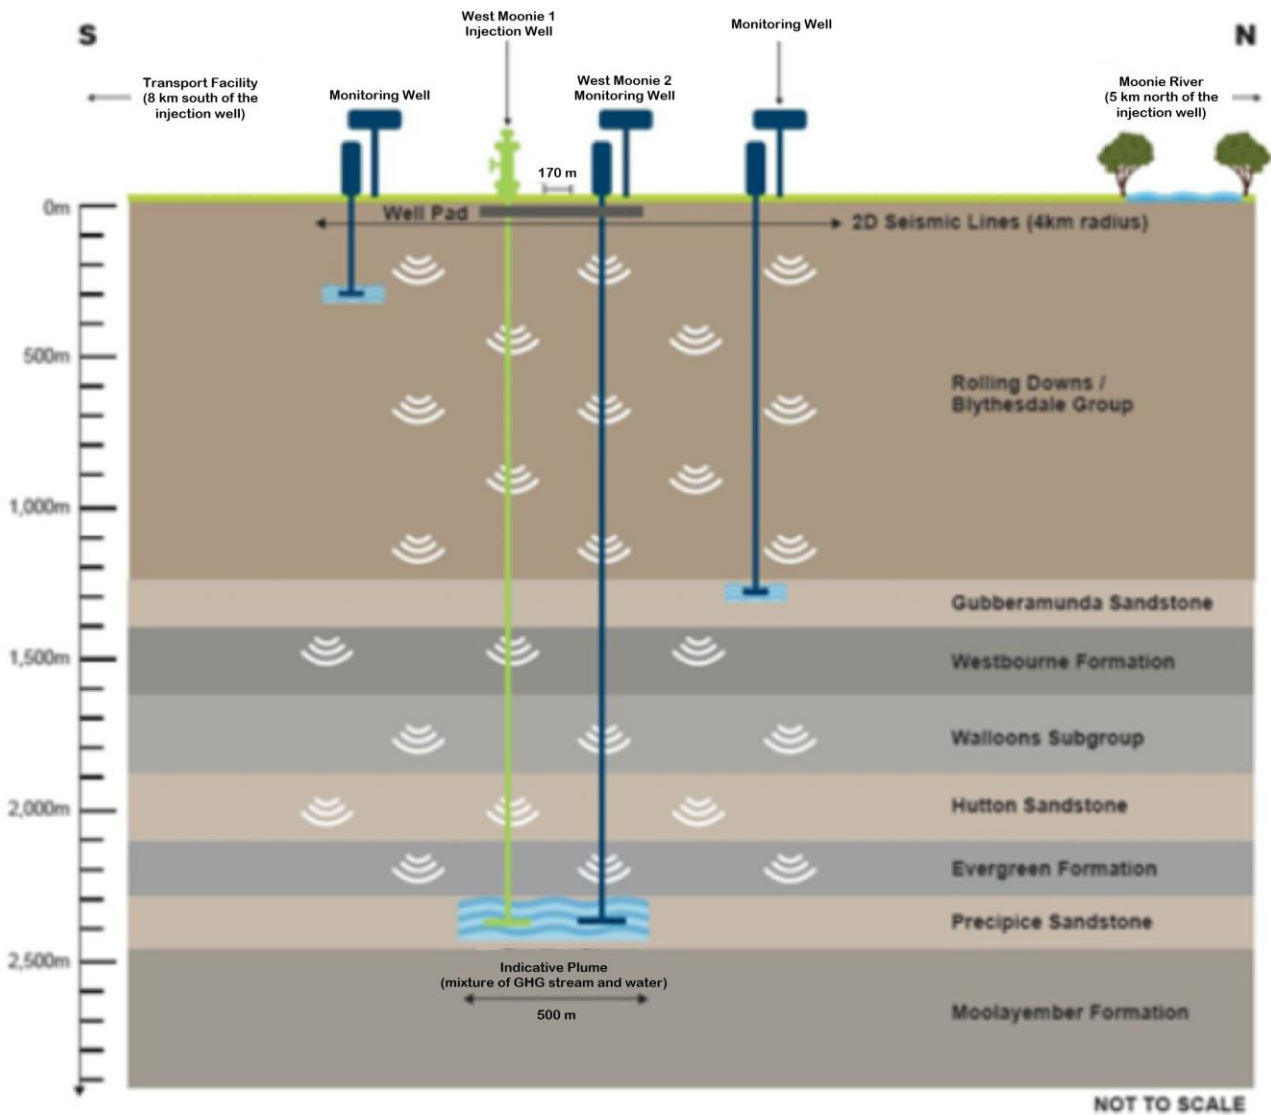 S
West Moonie 1
Injection Well
Monitoring Well
N
Transport Facility
(8 km south of the
injection well)
Monitoring Well
West Moonie 2
Monitoring Well
Moonie River
(5 km north of the
injection well)
170 m
0m
Well Pad
2D Seismic Lines (4km radius)
500m
Rolling Downs /
Blythesdale Group
1,000m
Gubberamunda Sandstone
1,500m
Westbourne Formation
Walloons Subgroup
2,000m
Hutton Sandstone
Evergreen Formation
Precipice Sandstone
2,500m
Indicative Plume
(mixture of GHG stream and water)
500 m
Moolayember Formation
NOT TO SCALE